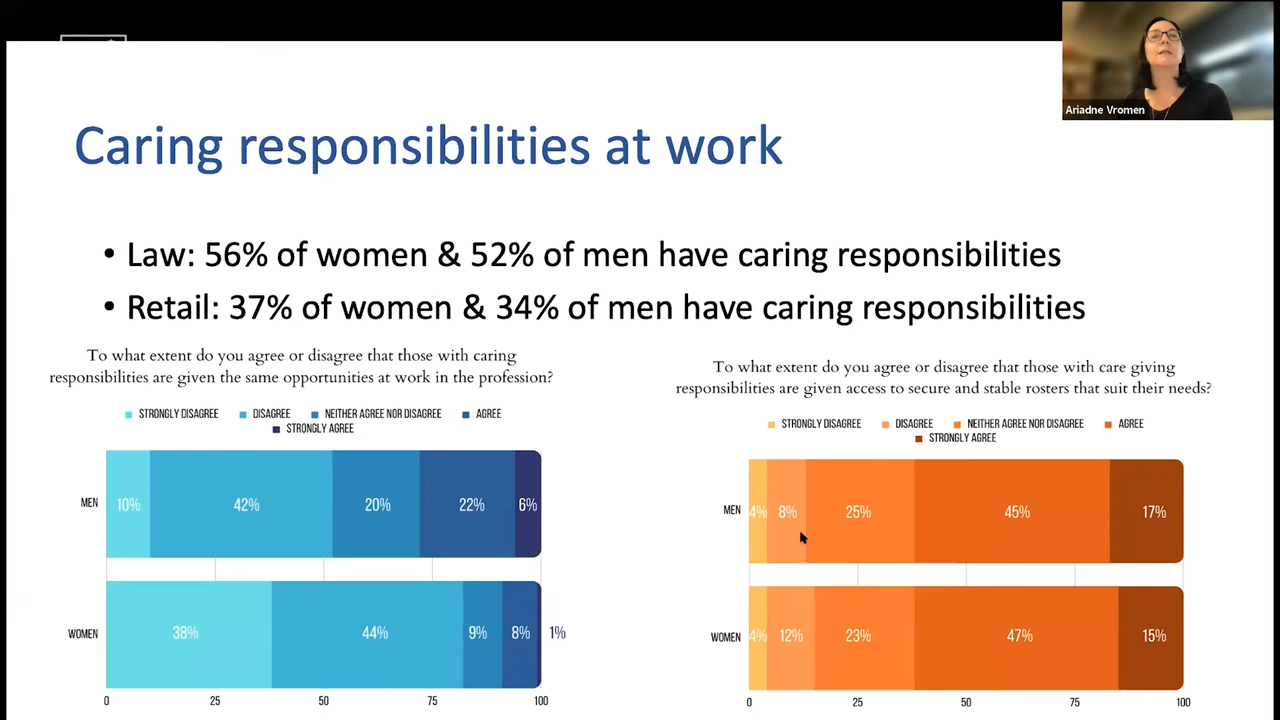 Ariadne Vromen
Caring responsibilities at work
• Law: 56% of women & 52% of men have caring responsibilities
• Retail: 37% of women & 34% of men have caring responsibilities
To what extent do you agree or disagree that those with caring
responsibilities are given the same opportunities at work in the profession?
STRONGLY DISAGREE DISAGREE NEITHER AGREE NOR DISAGREE AGREE
STRONGLY AGREE
MEN 10% 42% 20% 22% 6%
WOMEN 38% 44% 9% 8% 1%
0 25 50 75 100
To what extent do you agree or disagree that those with care giving
responsibilities are given access to secure and stable rosters that suit their needs?
STRONGLY DISAGREE DISAGREE NEITHER AGREE NOR DISAGREE AGREE
STRONGLY AGREE
MEN 4% 8% 25% 45% 17%
WOMEN 4% 12% 23% 47% 15%
0 25 50 75 100